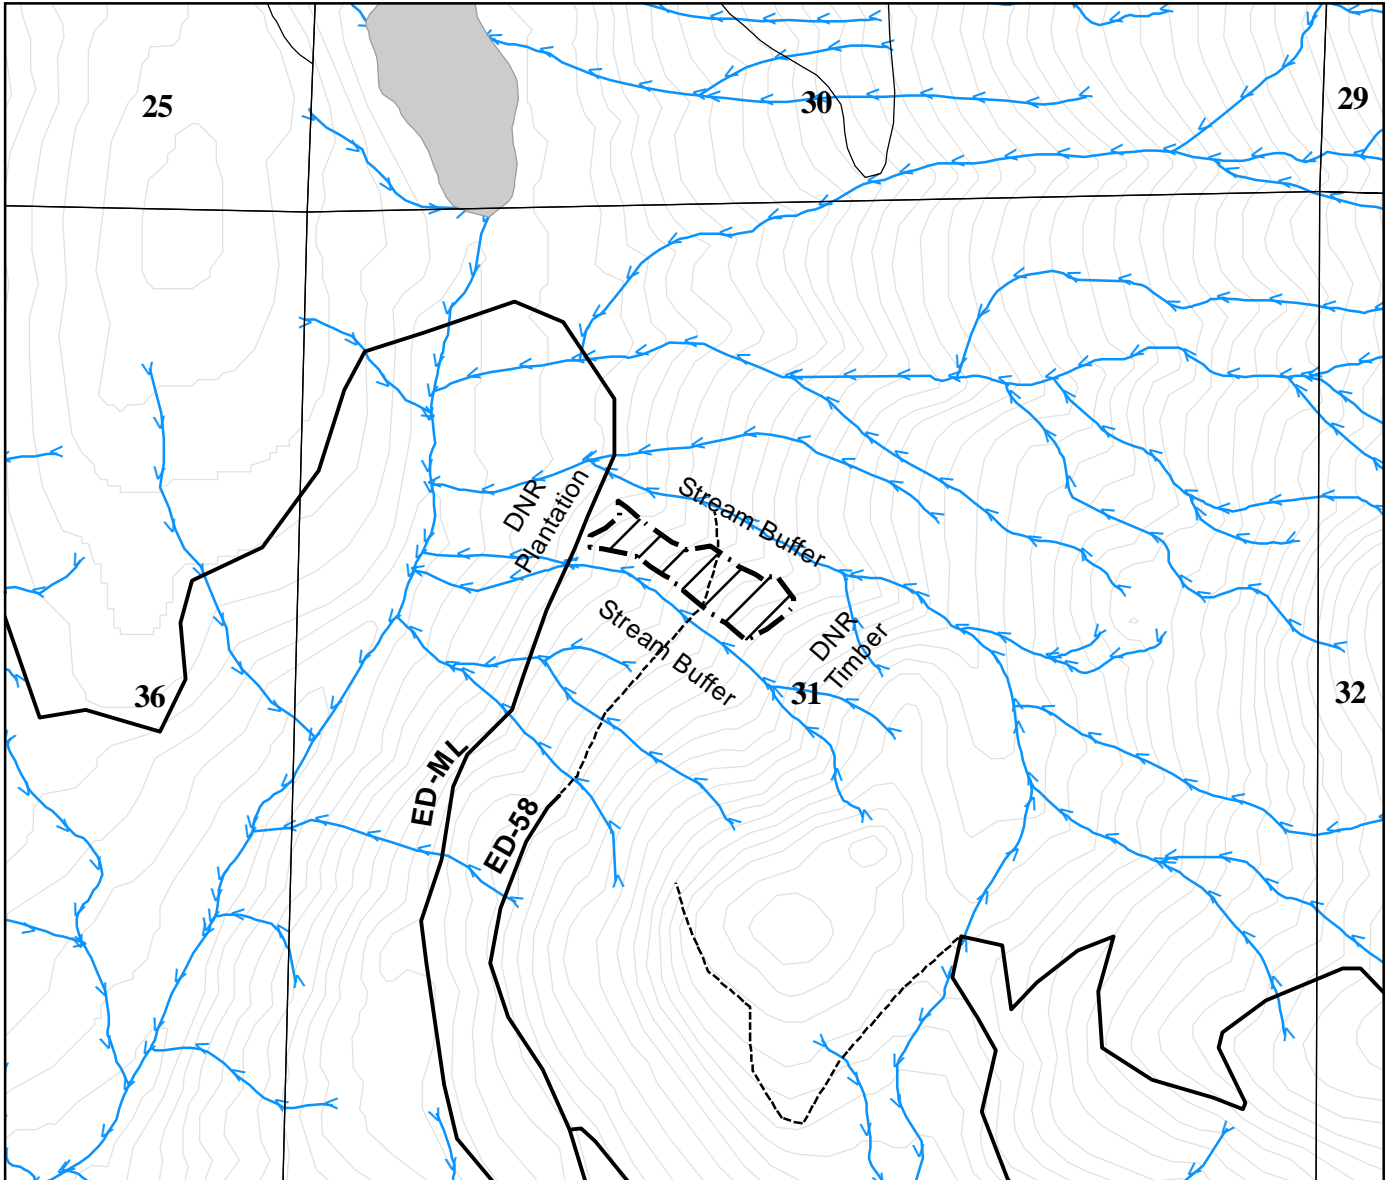 25
30
29
DNR
Plantation
Stream Buffer
Stream Buffer
DNR
Timber
36
31
32
ED-ML
ED-58